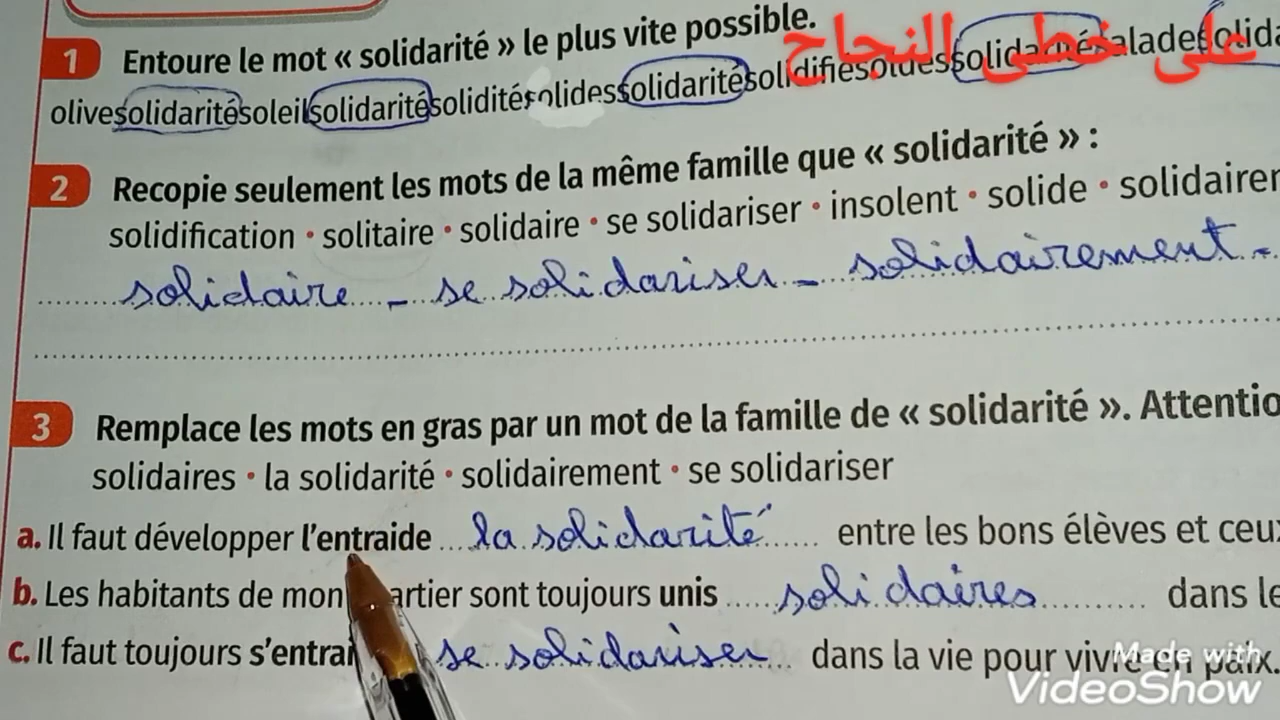 1 Entoure le mot « solidarité » le plus vite possible.
على خطى النجاح
olivessolidaritésoleilsolidaritésoliditésolidessolidaritésolidifiesoldessolidaritésalade
2 Recopie seulement les mots de la même famille que « solidarité » :
solidification • solitaire • solidaire • se solidariser • insolent • solide • solidairer
solidaire - se solidariser - solidairement -
3 Remplace les mots en gras par un mot de la famille de « solidarité ». Attentio
solidaires • la solidarité • solidairement • se solidariser
a. Il faut développer l'entraide la solidarité entre les bons élèves et ceux
b. Les habitants de mon artier sont toujours unis solidaires dans le
c. Il faut toujours s'entrai se solidariser dans la vie pour vivre en paix.
Made with
VideoShow